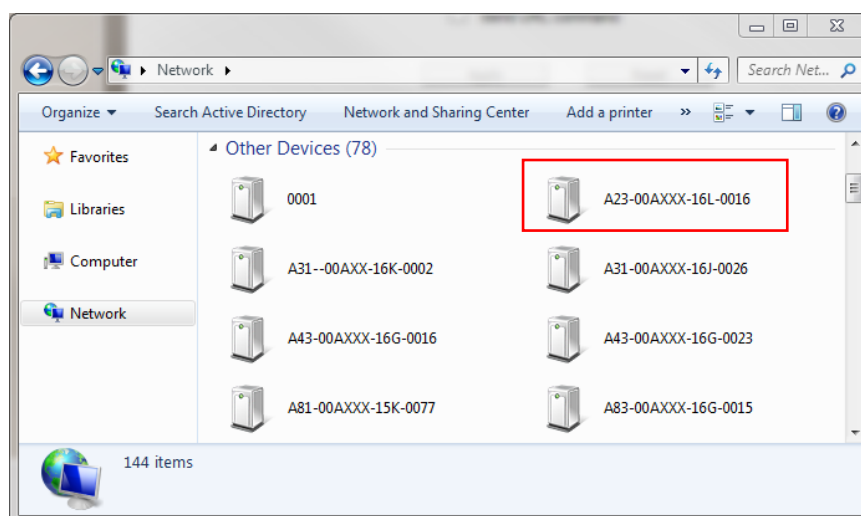 Network
Search Net...
Organize
Search Active Directory
Network and Sharing Center
Add a printer
»
Favorites
Libraries
Computer
Network
Other Devices (78)
0001
A23-00AXXX-16L-0016
A31--00AXX-16K-0002
A31-00AXXX-16J-0026
A43-00AXXX-16G-0016
A43-00AXXX-16G-0023
A81-00AXXX-15K-0077
A83-00AXXX-16G-0015
144 items